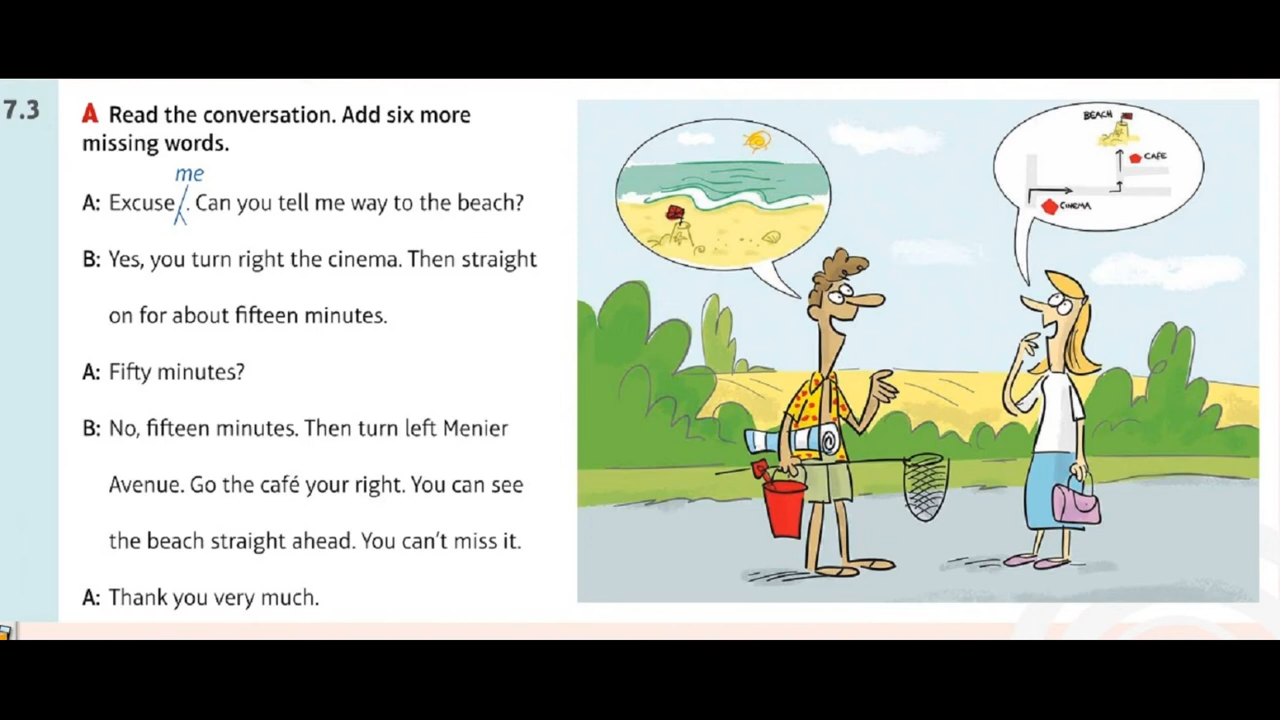 7.3
A Read the conversation. Add six more
missing words.
me
A: Excuse/. Can you tell me way to the beach?
B: Yes, you turn right the cinema. Then straight
on for about fifteen minutes.
A: Fifty minutes?
B: No, fifteen minutes. Then turn left Menier
Avenue. Go the café your right. You can see
the beach straight ahead. You can't miss it.
A: Thank you very much.
BEACH
CAFE
CINEMA